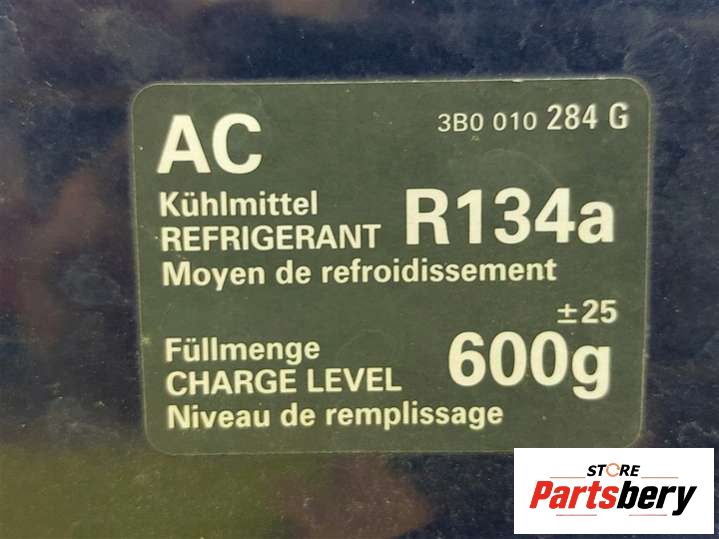 AC
3B0 010 284 G
Kühlmittel
REFRIGERANT R134a
Moyen de refroidissement
±25
Füllmenge
CHARGE LEVEL 600g
Niveau de remplissage
STORE
Partsbery